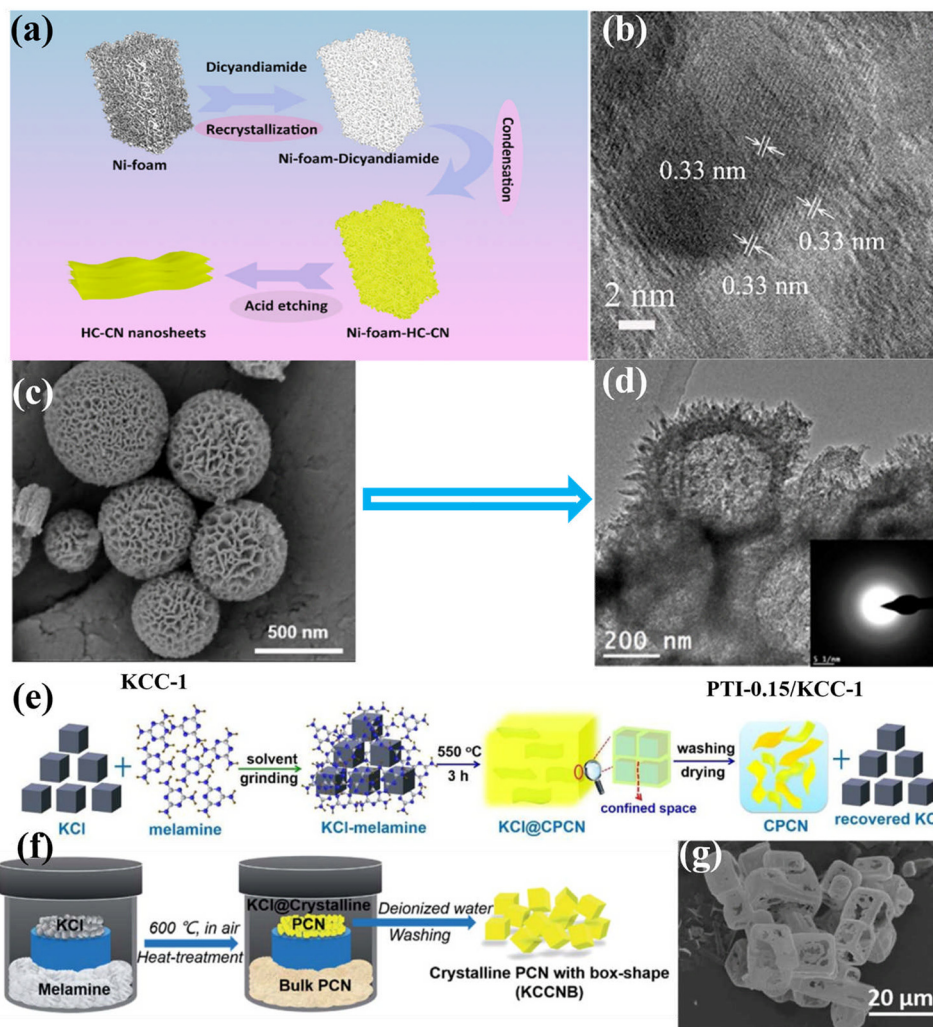 (a)
Dicyandiamide
Recrystallization
Ni-foam
Ni-foam-Dicyandiamide
Condensation
Acid etching
HC-CN nanosheets
Ni-foam-HC-CN
(b)
0.33 nm
0.33 nm
0.33 nm
2 nm
(c)
500 nm
KCC-1
(d)
200 nm
5 1/nm
PTI-0.15/KCC-1
(e)
KCl
melamine
solvent
grinding
KCl-melamine
550 °C
3 h
KCl@CPCN
confined space
washing
drying
CPCN
recovered KC
(f)
KCl
Melamine
600 ℃, in air
Heat-treatment
KCl@Crystalline
PCN
Bulk PCN
Deionized water
Washing
Crystalline PCN with box-shape
(KCCNB)
(g)
20 μm